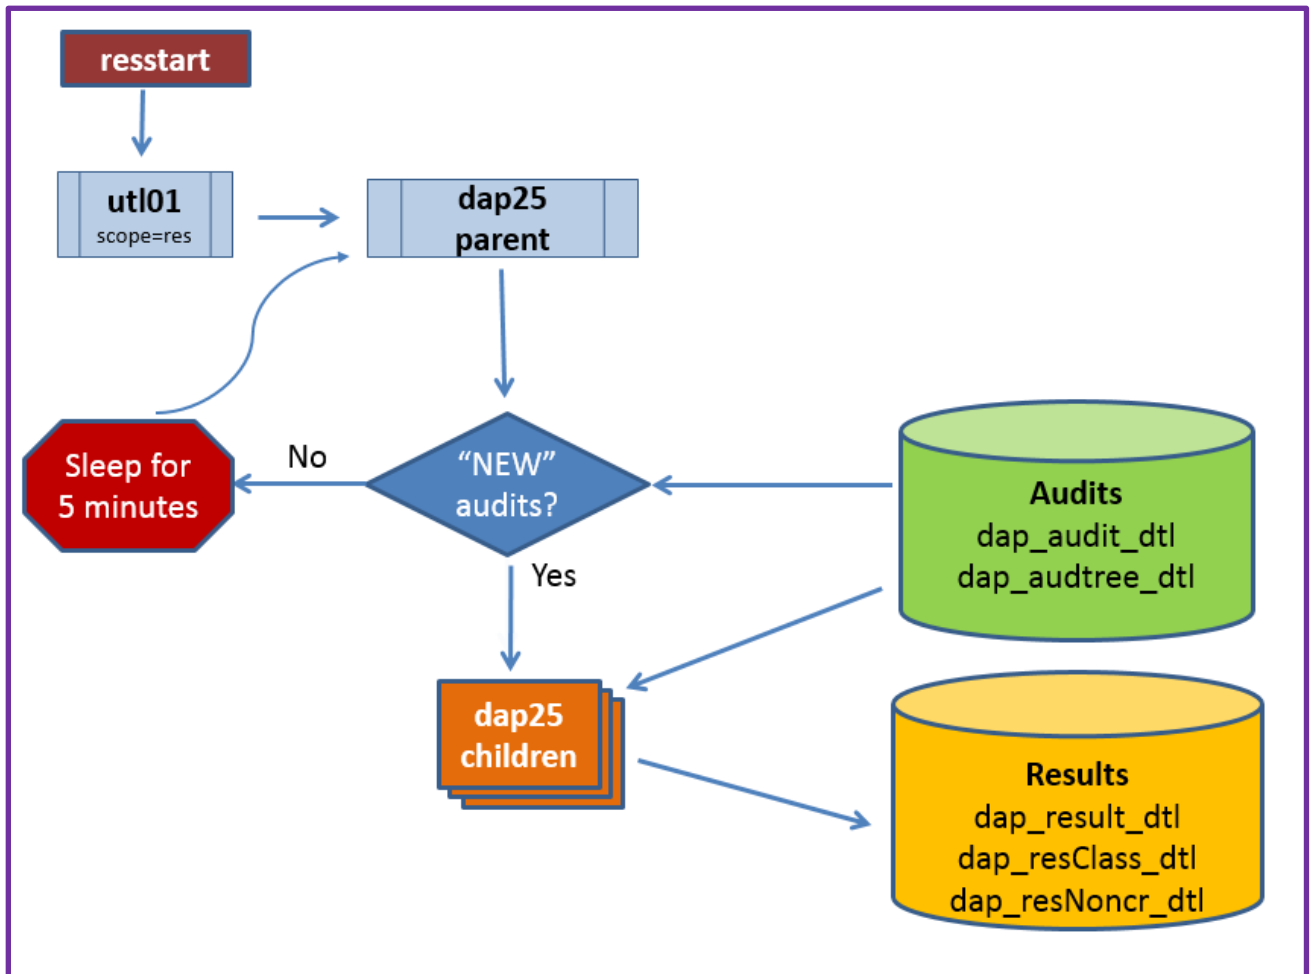 resstart
utl01
scope=res
dap25
parent
Sleep for
5 minutes
No
“NEW”
audits?
Yes
Audits
dap_audit_dtl
dap_audtree_dtl
dap25
children
Results
dap_result_dtl
dap_resClass_dtl
dap_resNoncr_dtl